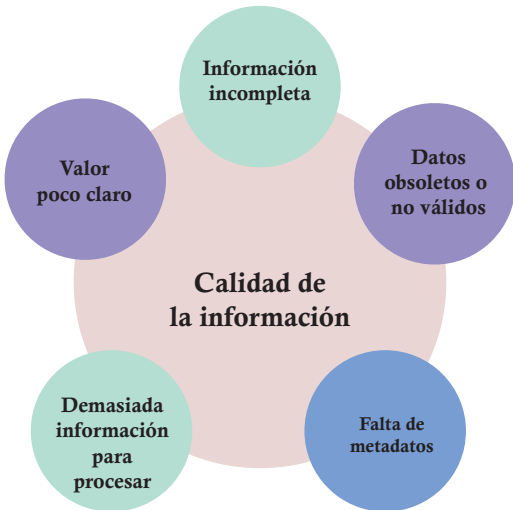 Información
incompleta
Valor
poco claro
Datos
obsoletos o
no válidos
Calidad de
la información
Demasiada
información
para
procesar
Falta de
metadatos